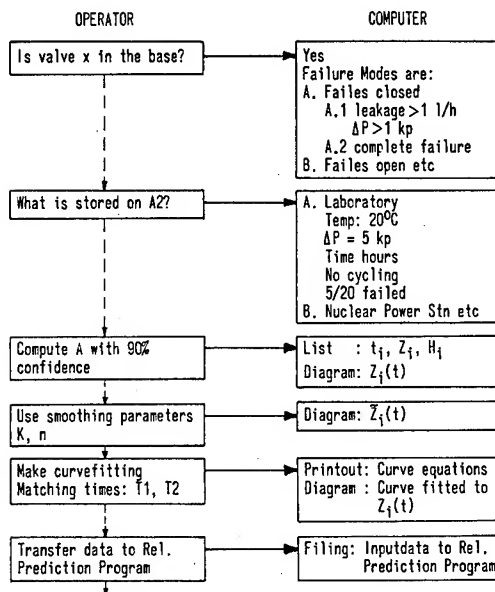 OPERATOR
COMPUTER
Is valve x in the base?
Yes
Failure Modes are:
A. Failes closed
A.1 leakage>1 l/h
ΔP>1 kp
A.2 complete failure
B. Failes open etc
What is stored on A2?
A. Laboratory
Temp: 20°C
ΔP = 5 kp
Time hours
No cycling
5/20 failed
B. Nuclear Power Stn etc
Compute A with 90%
confidence
List : tj, Zj, Hj
Diagram: Zj(t)
Use smoothing parameters
K, n
Diagram: Z̃j(t)
Make curvefitting
Matching times: T1, T2
Printout: Curve equations
Diagram : Curve fitted to
Zj(t)
Transfer data to Rel.
Prediction Program
Filing: Inputdata to Rel.
Prediction Program